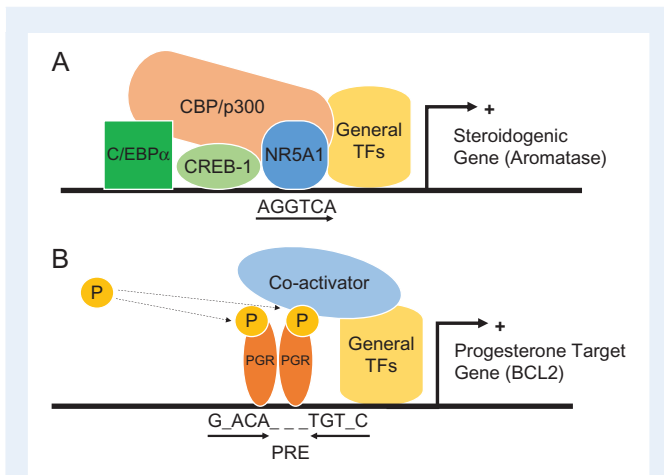 A
CBP/p300
C/EBPα
CREB-1
NR5A1
General
TFs
+
Steroidogenic
Gene (Aromatase)
AGGTCA
B
P
Co-activator
P
P
PGR
PGR
General
TFs
+
Progesterone Target
Gene (BCL2)
G_ACA_ _ _TGT_C
PRE